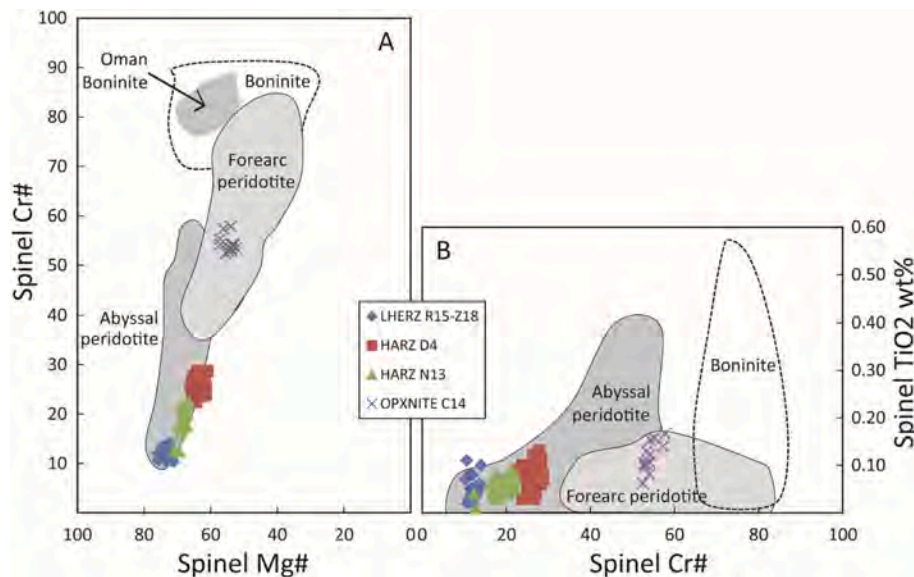 A
Oman
Boninite
Boninite
Forearc
peridotite
Abyssal
peridotite
Spinel Cr#
100
90
80
70
60
50
40
30
20
10
100 80 60 40 20 0
Spinel Mg#
LHERZ R15-Z18
HARZ D4
HARZ N13
OPXNITE C14
B
Abyssal
peridotite
Boninite
Forearc peridotite
0 20 40 60 80 100
Spinel Cr#
0.60
0.50
0.40
0.30
0.20
0.10
Spinel TiO2 wt%